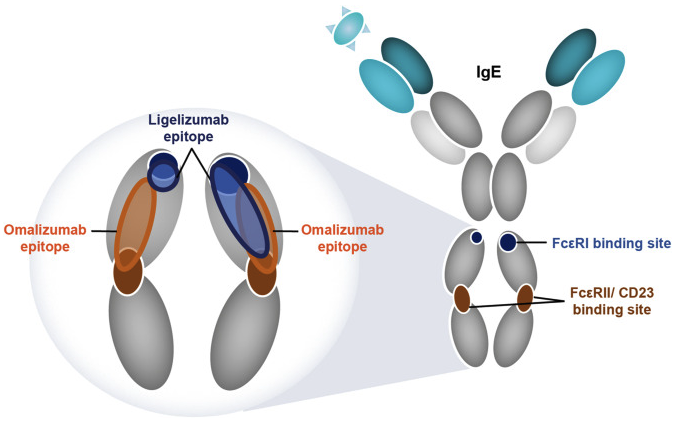 IgE
Ligelizumab
epitope
Omalizumab
epitope
Omalizumab
epitope
FcεRI binding site
FcεRII/ CD23
binding site